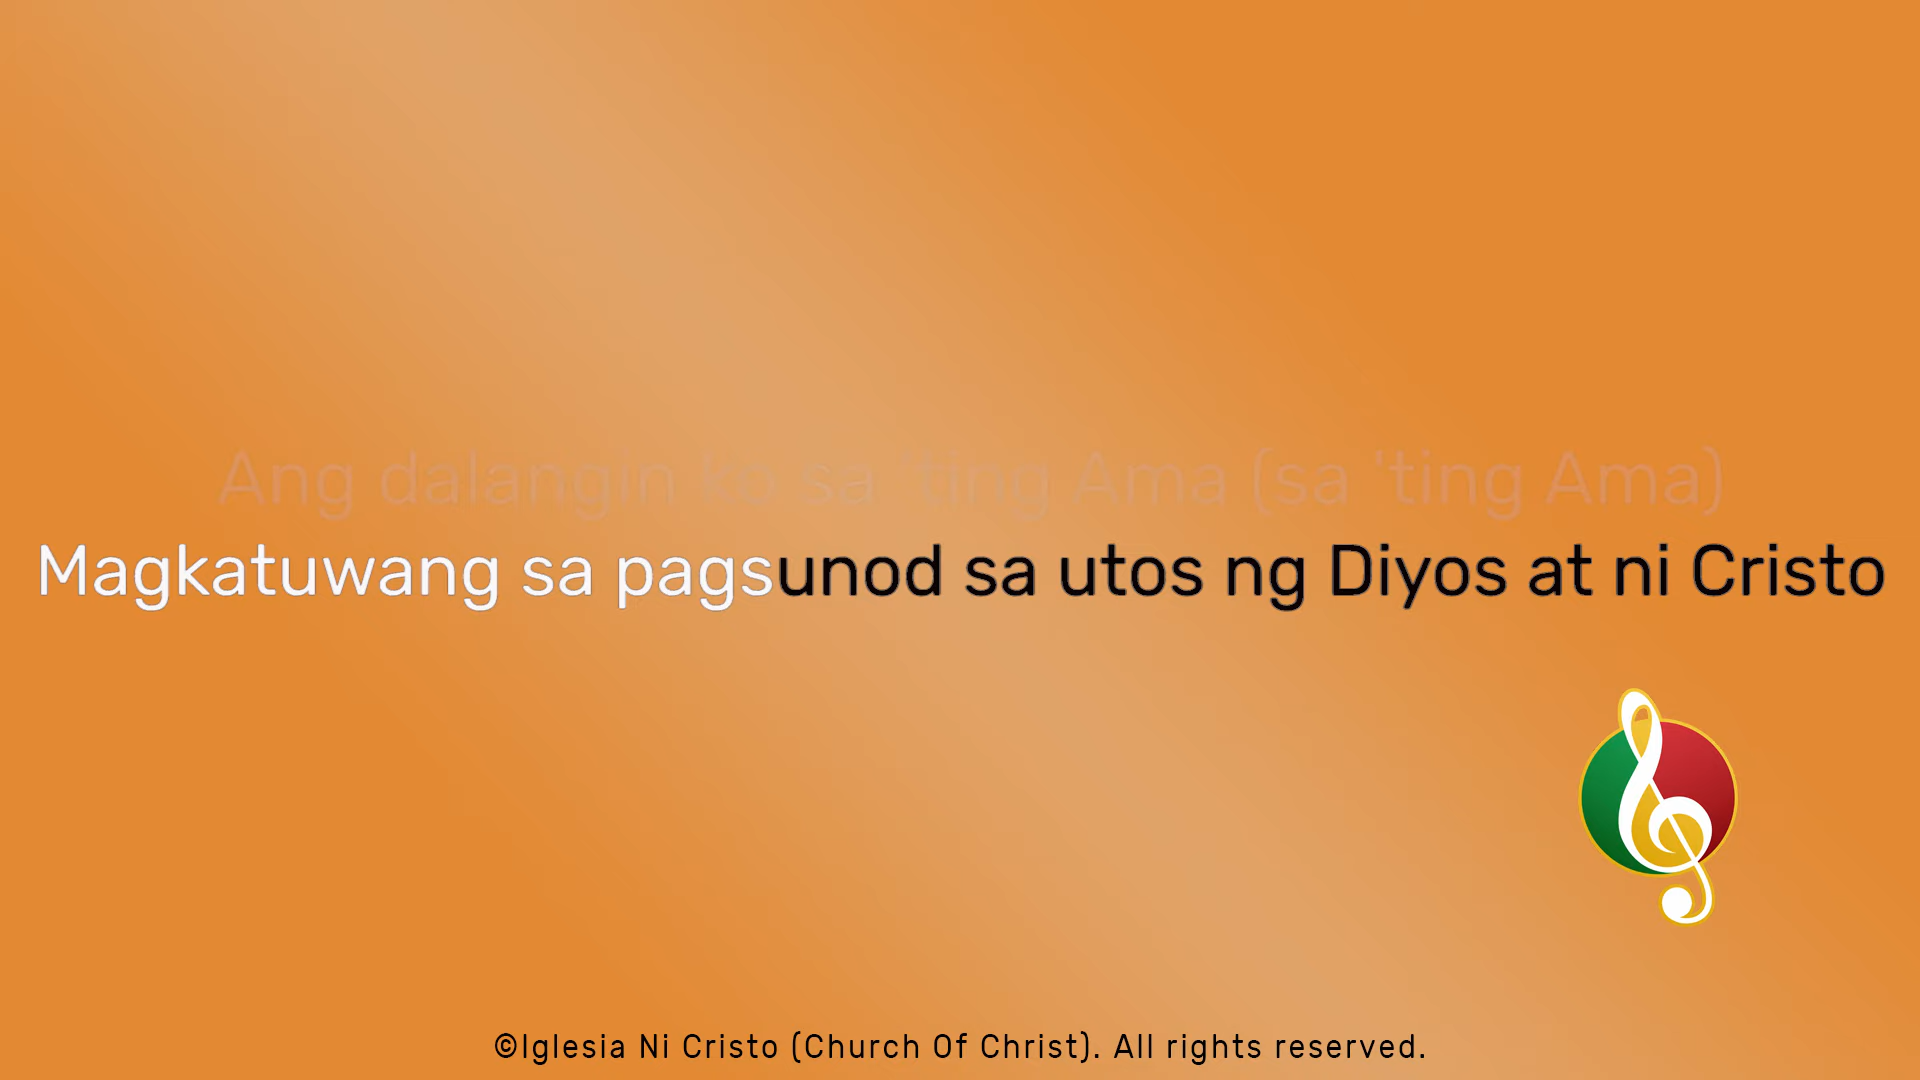 Ang dalangin ko sa 'ting Ama (sa 'ting Ama)
Magkatuwang sa pagsunod sa utos ng Diyos at ni Cristo
©Iglesia Ni Cristo (Church Of Christ). All rights reserved.